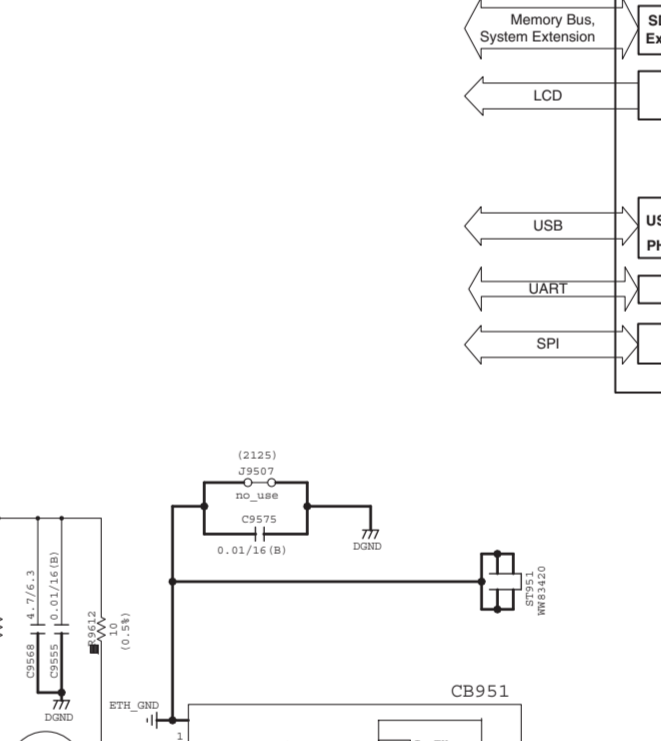 Memory Bus,
System Extension
LCD
USB
UART
SPI
(2125)
J9507
no_use
C9575
0.01/16(B)
DGND
4.7/6.3
0.01/16(B)
C9568
C9555
R9612
10
(0.5%)
DGND
ST951
WW83420
CB951
ETH_GND
1